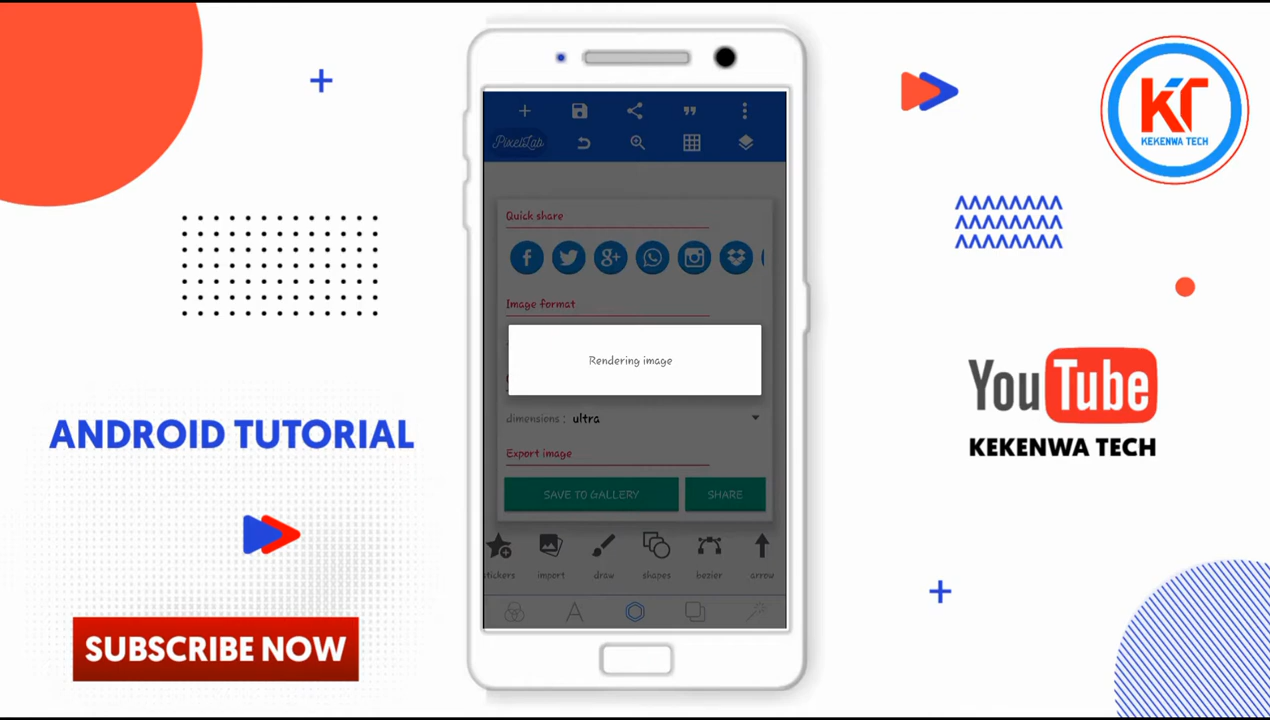 KT
KEKENWA TECH
PixelLab
Quick share
Image format
Rendering image
dimensions : ultra
Export image
SAVE TO GALLERY
SHARE
stickers
import
draw
shapes
bezier
arrow
ANDROID TUTORIAL
SUBSCRIBE NOW
YouTube
KEKENWA TECH